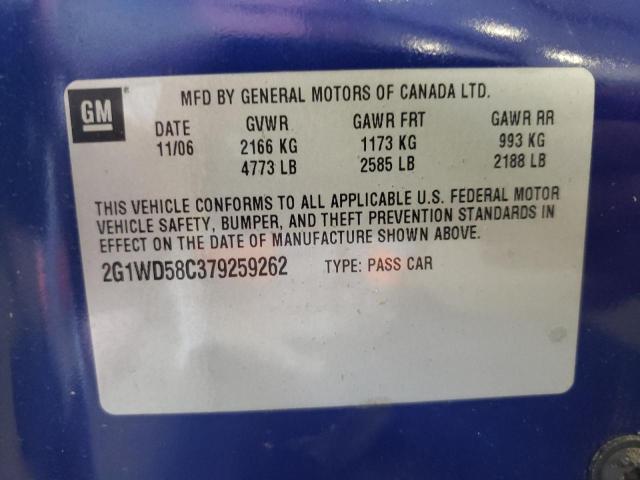 GM
MFD BY GENERAL MOTORS OF CANADA LTD.
DATE GVWR GAWR FRT GAWR RR
11/06 2166 KG 1173 KG 993 KG
4773 LB 2585 LB 2188 LB
THIS VEHICLE CONFORMS TO ALL APPLICABLE U.S. FEDERAL MOTOR
VEHICLE SAFETY, BUMPER, AND THEFT PREVENTION STANDARDS IN
EFFECT ON THE DATE OF MANUFACTURE SHOWN ABOVE.
2G1WD58C379259262 TYPE: PASS CAR